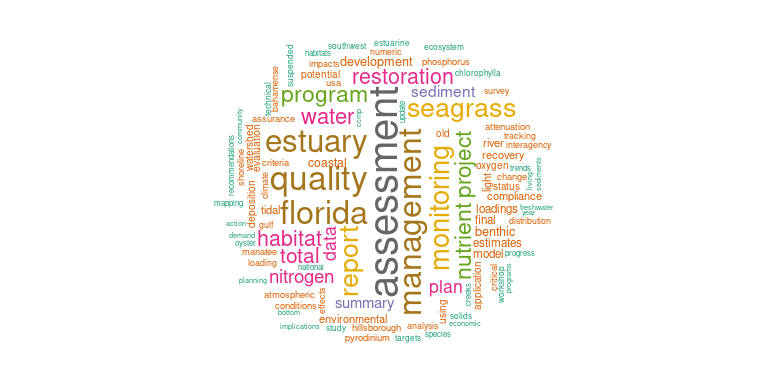 southwest
estuarine
ecosystem
habitats
numeric
suspended
impacts
development
phosphorus
potential
restoration
chlorophylla
usa
bahamense
technical
program
sediment
survey
assessment
update
seagrass
ccmp
water
assurance
community
watershed
evaluation
estuary
old
attenuation
tracking
river
interagency
management
monitoring
project
recommendations
shoreline
criteria
coastal
recovery
oxygen
trends
quality
climate
light
change
status
living
sediments
compliance
mapping
deposition
tidal
florida
nutrient
loadings
freshwater
year
final
distribution
action
gulf
demand
oyster
habitat
data
report
benthic
estimates
manatee
total
model
progress
loading
national
nitrogen
planning
plan
application
critical
workshop
programs
atmospheric
effects
summary
creeks
conditions
bottom
using
solids
environmental
economic
implications
study
hillsborough
analysis
species
pyrodinium
targets